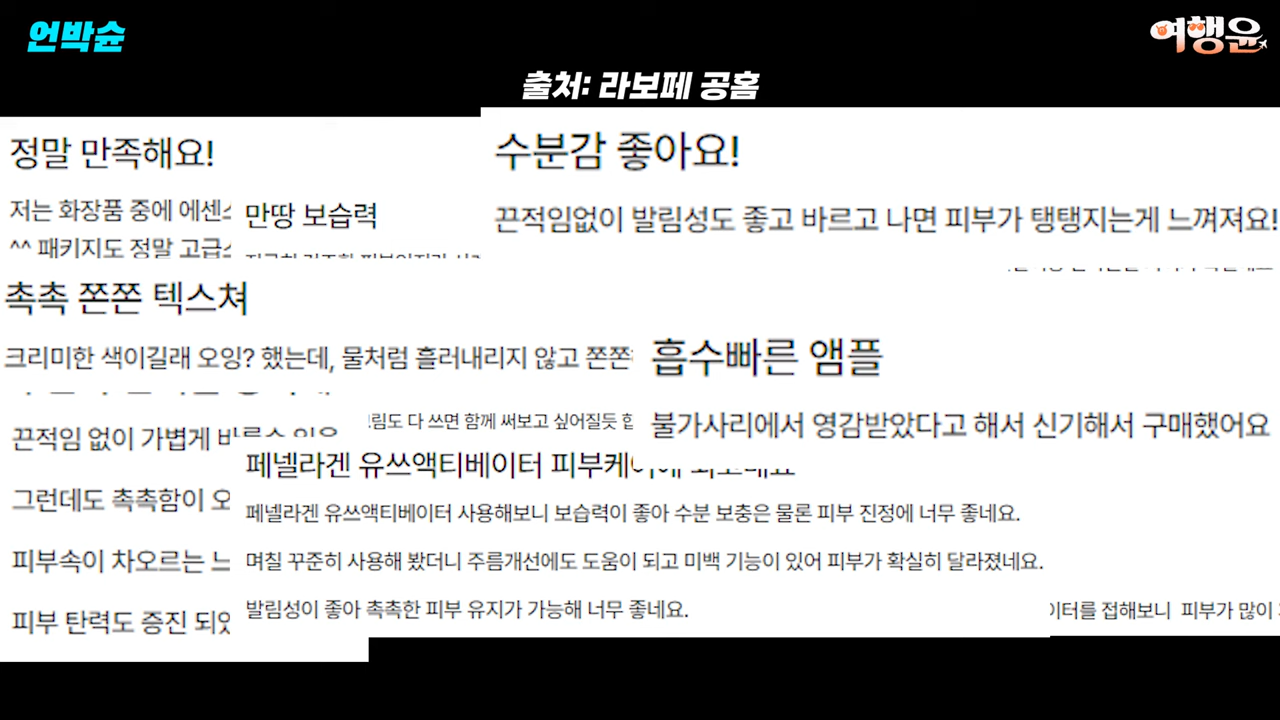 언박슌
여행윤
출처: 라보페 공홈
정말 만족해요!
저는 화장품 중에 에센스
^^ 패키지도 정말 고급스
만땅 보습력
수분감 좋아요!
끈적임없이 발림성도 좋고 바르고 나면 피부가 탱탱지는게 느껴져요!
촉촉 쫀쫀 텍스쳐
크리미한 색이길래 오잉? 했는데, 물처럼 흘러내리지 않고 쫀쫀
흡수빠른 앰플
불가사리에서 영감받았다고 해서 신기해서 구매했어요
끈적임 없이 가볍게
그런데도 촉촉함이 오
피부속이 차오르는 느
피부 탄력도 증진 되었
다 쓰면 함께 써보고 싶어질듯 합
페넬라겐 유쓰액티베이터
페넬라겐 유쓰액티베이터 사용해보니 보습력이 좋아 수분 보충은 물론 피부 진정에 너무 좋네요.
며칠 꾸준히 사용해 봤더니 주름개선에도 도움이 되고 미백 기능이 있어 피부가 확실히 달라졌네요.
발림성이 좋아 촉촉한 피부 유지가 가능해 너무 좋네요.
이터를 접해보니 피부가 많이